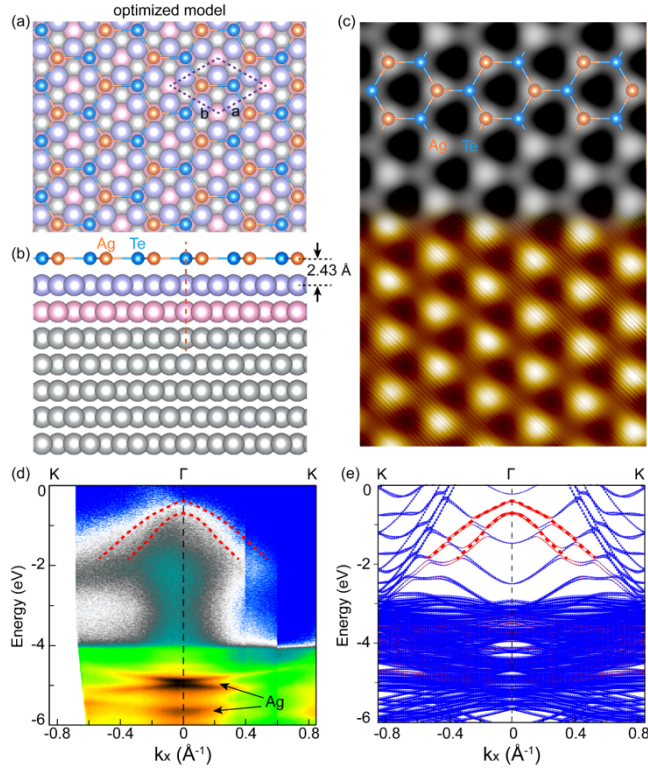 (a)
optimized model
b
a
(b)
Ag
Te
2.43 Å
(c)
Ag
Te
(d)
K
Γ
K
0
-2
-4
-6
Energy (eV)
Ag
-0.8
-0.4
0
0.4
0.8
kx (Å⁻¹)
(e)
K
Γ
K
0
-2
-4
-6
Energy (eV)
-0.8
-0.4
0
0.4
0.8
kx (Å⁻¹)